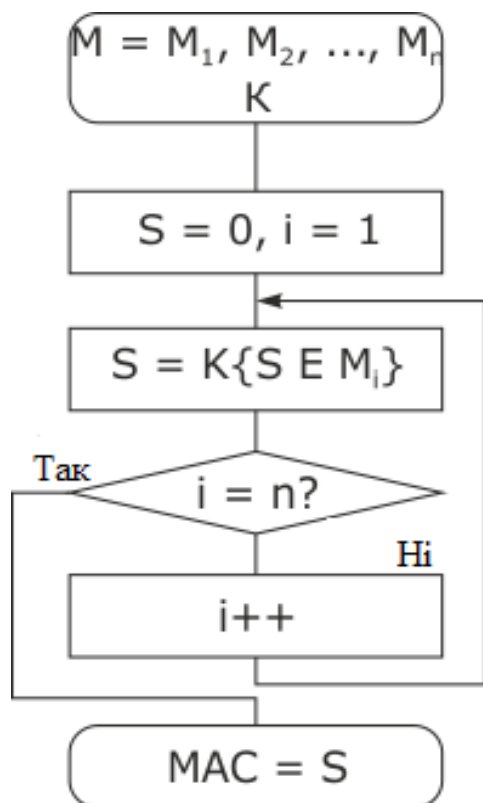 M = M₁, M₂, ..., Mₙ
K
S = 0, i = 1
S = K{S E Mᵢ}
Так
i = n?
Ні
i++
MAC = S